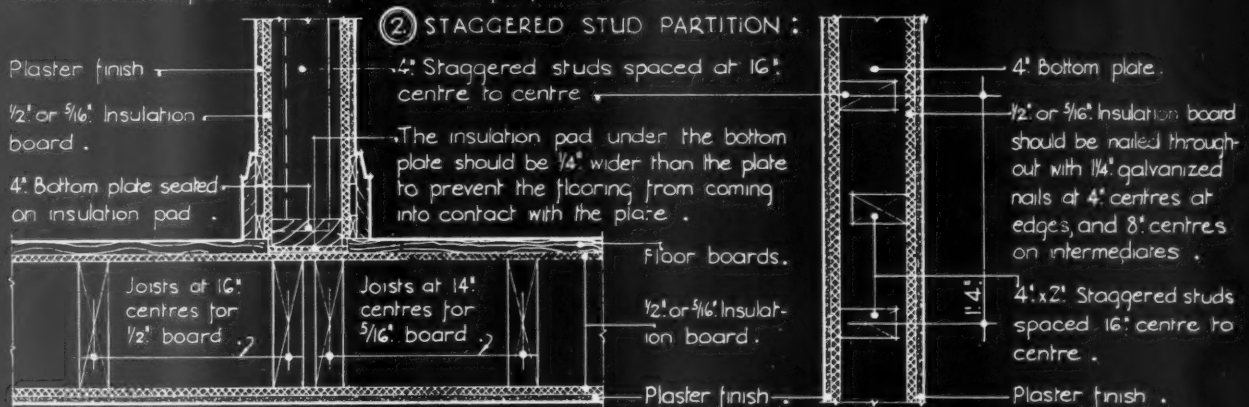 ② STAGGERED STUD PARTITION :
Plaster finish
½" or 5/16" Insulation
board .
4" Bottom plate seated
on insulation pad .
4" Staggered studs spaced at 16"
centre to centre .
The insulation pad under the bottom
plate should be ¼" wider than the plate
to prevent the flooring from coming
into contact with the plate .
Joists at 16"
centres for
½" board .
Joists at 14"
centres for
5/16" board .
Floor boards.
½" or 5/16" Insulat-
ion board .
Plaster finish .
4" Bottom plate .
½" or 5/16" Insulation board
should be nailed through-
out with 1¼" galvanized
nails at 4" centres at
edges, and 8" centres
on intermediates .
1'. 4"
4" x 2" Staggered studs
spaced 16" centre to
centre .
Plaster finish .